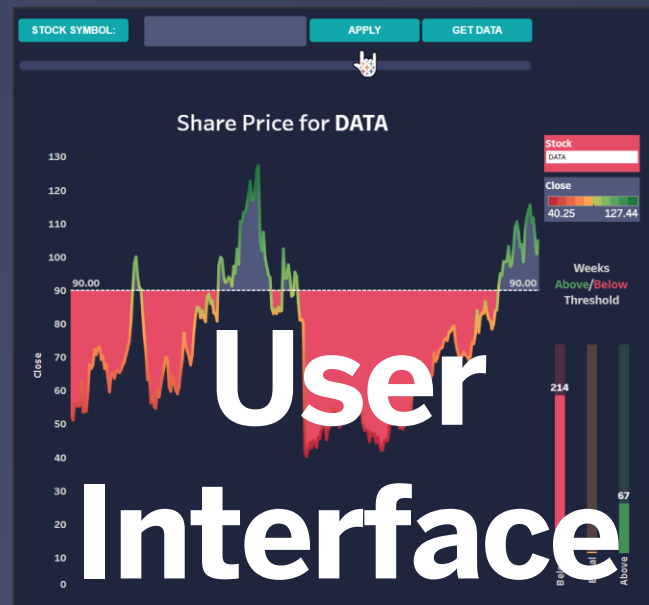 STOCK SYMBOL:
APPLY
GET DATA
Share Price for DATA
Stock
DATA
Close
40.25 127.44
130
120
110
100
90
80
70
60
50
40
30
20
10
0
Close
90.00
90.00
Weeks
Above/Below
Threshold
214
67
Above
User
Interface